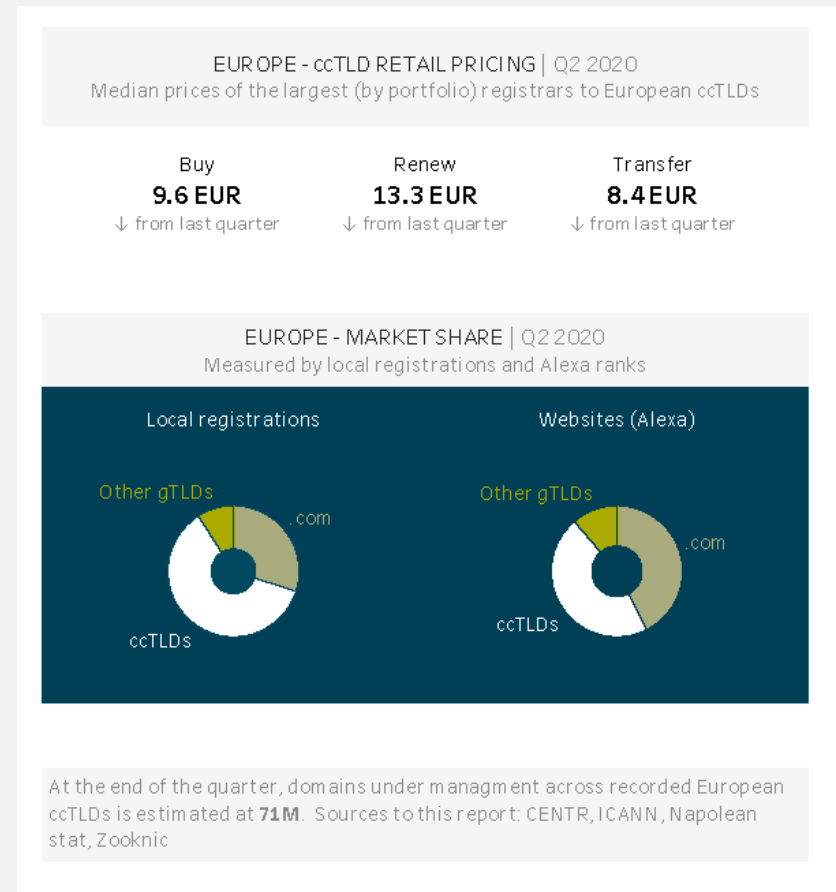 EUROPE - ccTLD RETAIL PRICING | Q2 2020
Median prices of the largest (by portfolio) registrars to European ccTLDs
Buy Renew Transfer
9.6 EUR 13.3 EUR 8.4 EUR
↓ from last quarter ↓ from last quarter ↓ from last quarter
EUROPE - MARKET SHARE | Q2 2020
Measured by local registrations and Alexa ranks
Local registrations Websites (Alexa)
Other gTLDs Other gTLDs
.com .com
ccTLDs ccTLDs
At the end of the quarter, domains under managment across recorded European
ccTLDs is estimated at 71M. Sources to this report: CENTR, ICANN, Napolean
stat, Zooknic